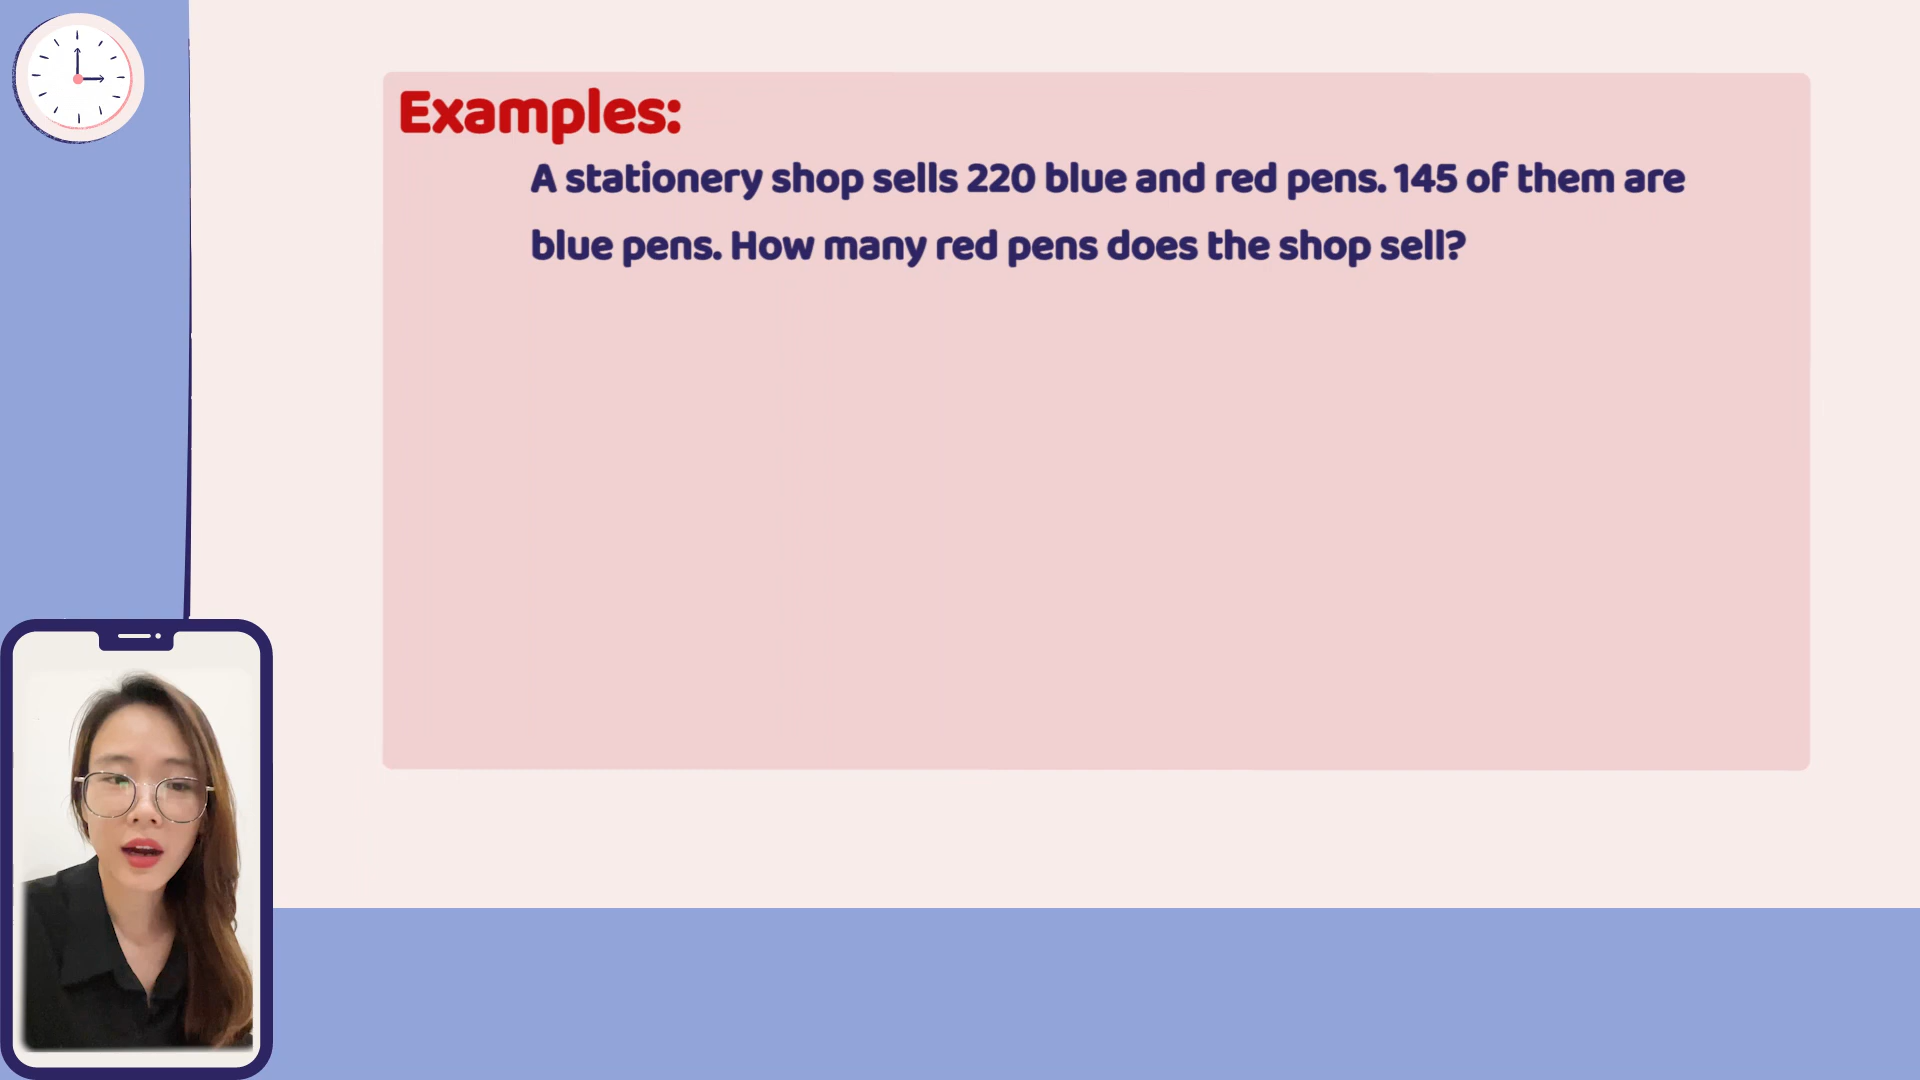 Examples:
A stationery shop sells 220 blue and red pens. 145 of them are
blue pens. How many red pens does the shop sell?